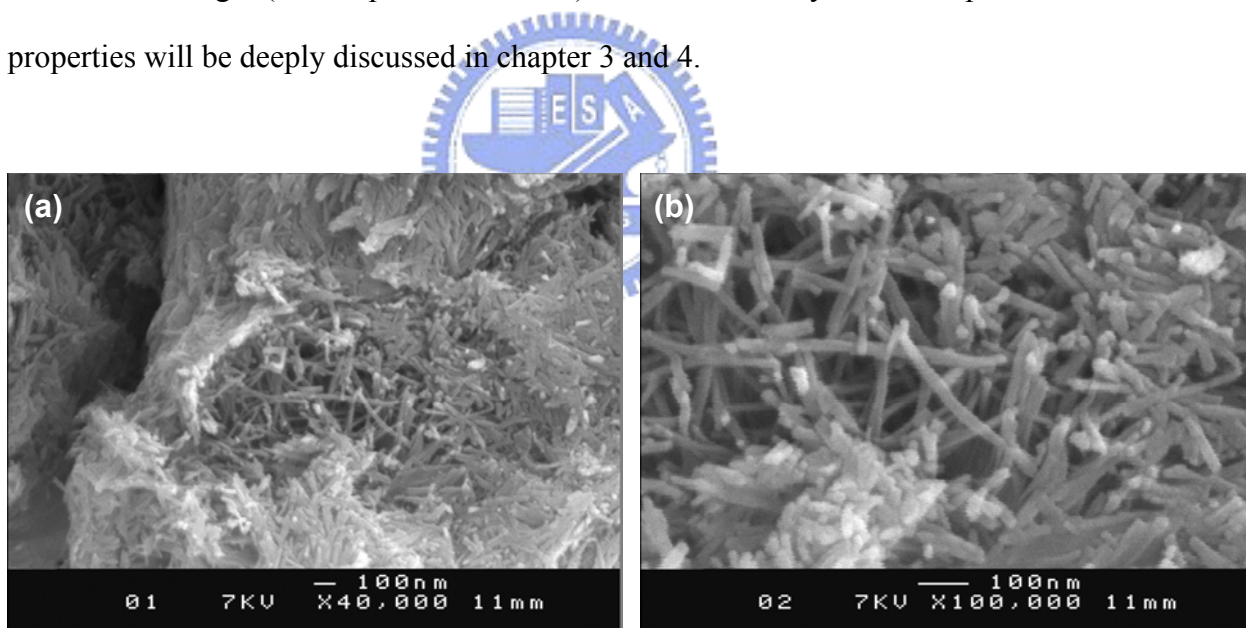 properties will be deeply discussed in chapter 3 and 4.
E S A
(a)
(b)
100nm
01 7KV X40,000 11mm
100nm
02 7KV X100,000 11mm